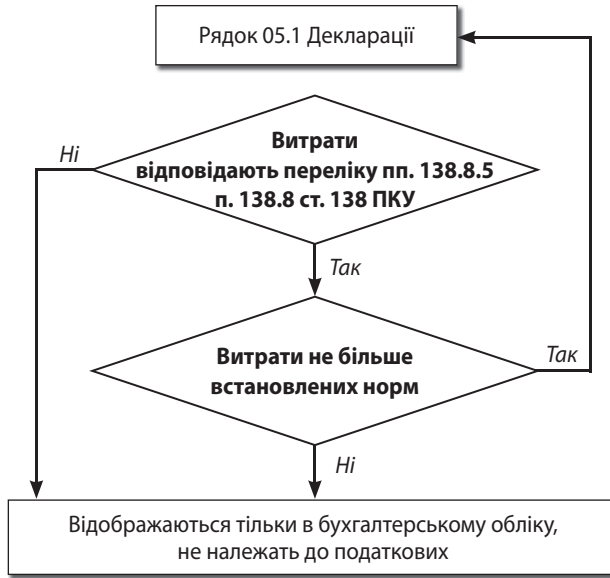 Рядок 05.1 Декларації
Витрати
Ні
відповідають переліку пп. 138.8.5
п. 138.8 ст. 138 ПКУ
Так
Витрати не більше
Так
встановлених норм
Ні
Відображаються тільки в бухгалтерському обліку,
не належать до податкових